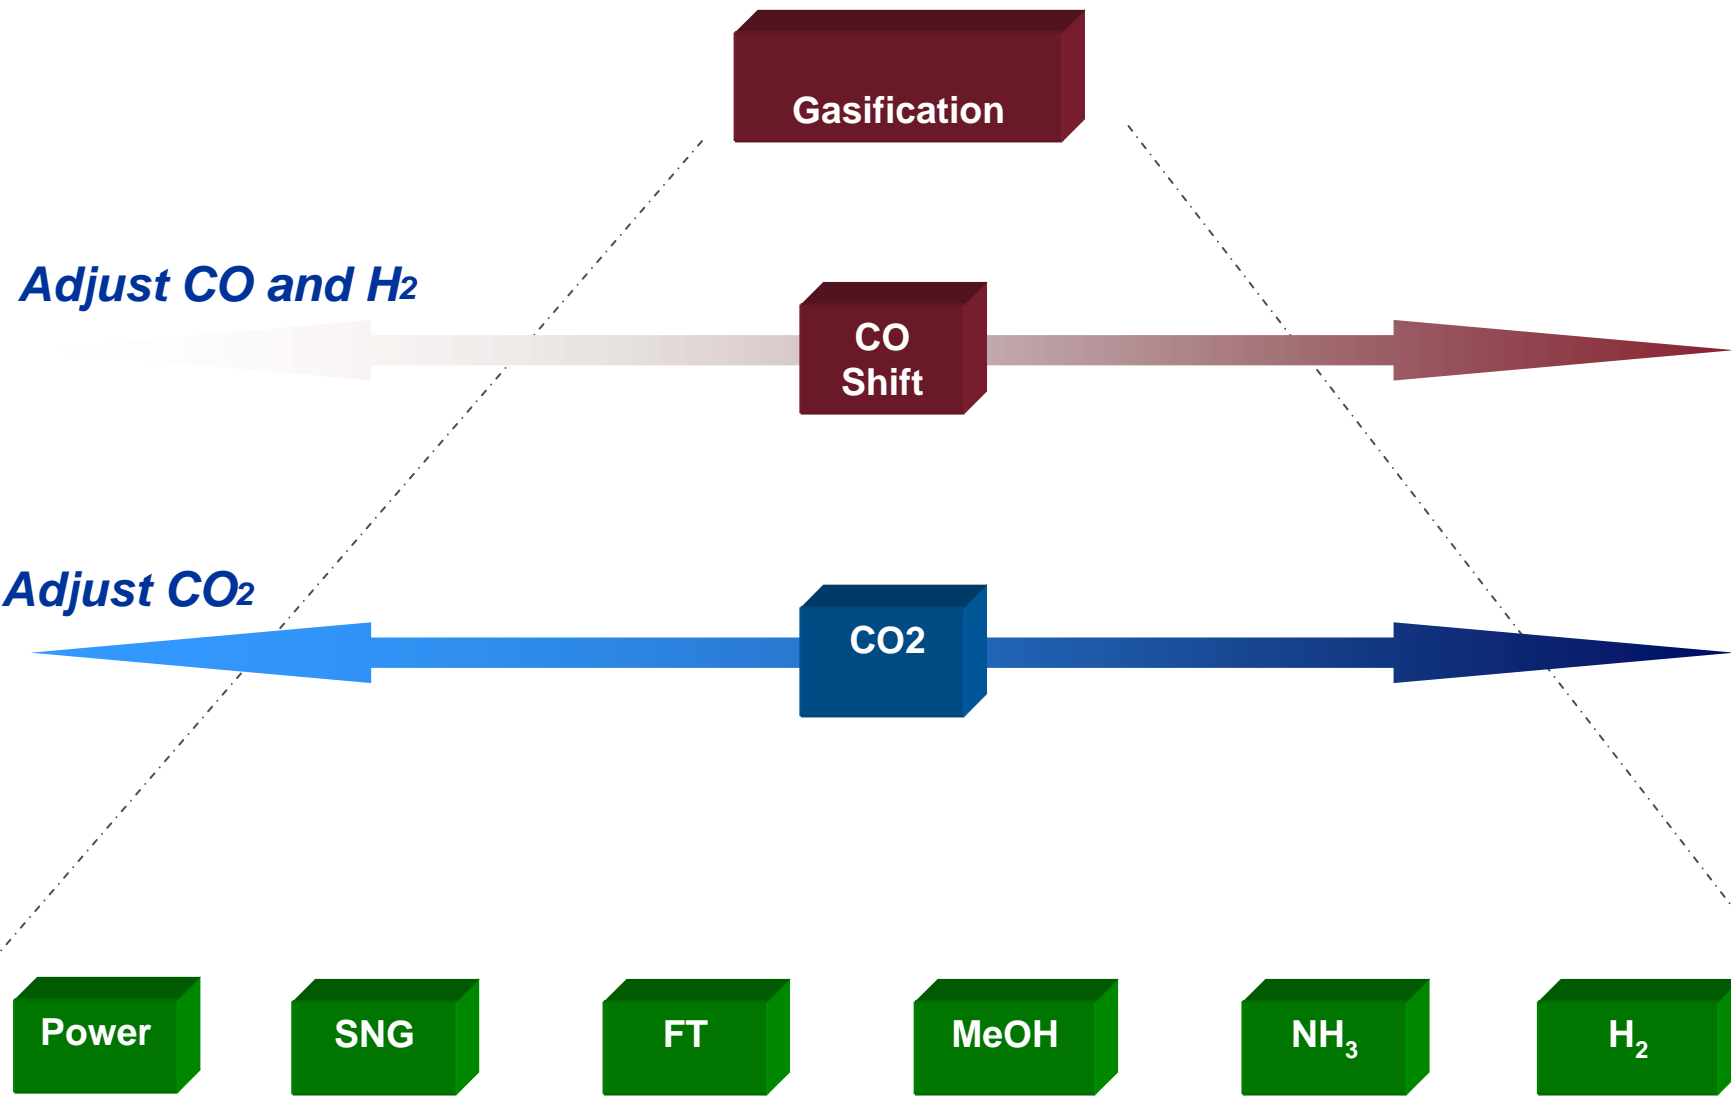 Gasification
Adjust CO and H2
CO
Shift
Adjust CO2
CO2
Power
SNG
FT
MeOH
NH3
H2